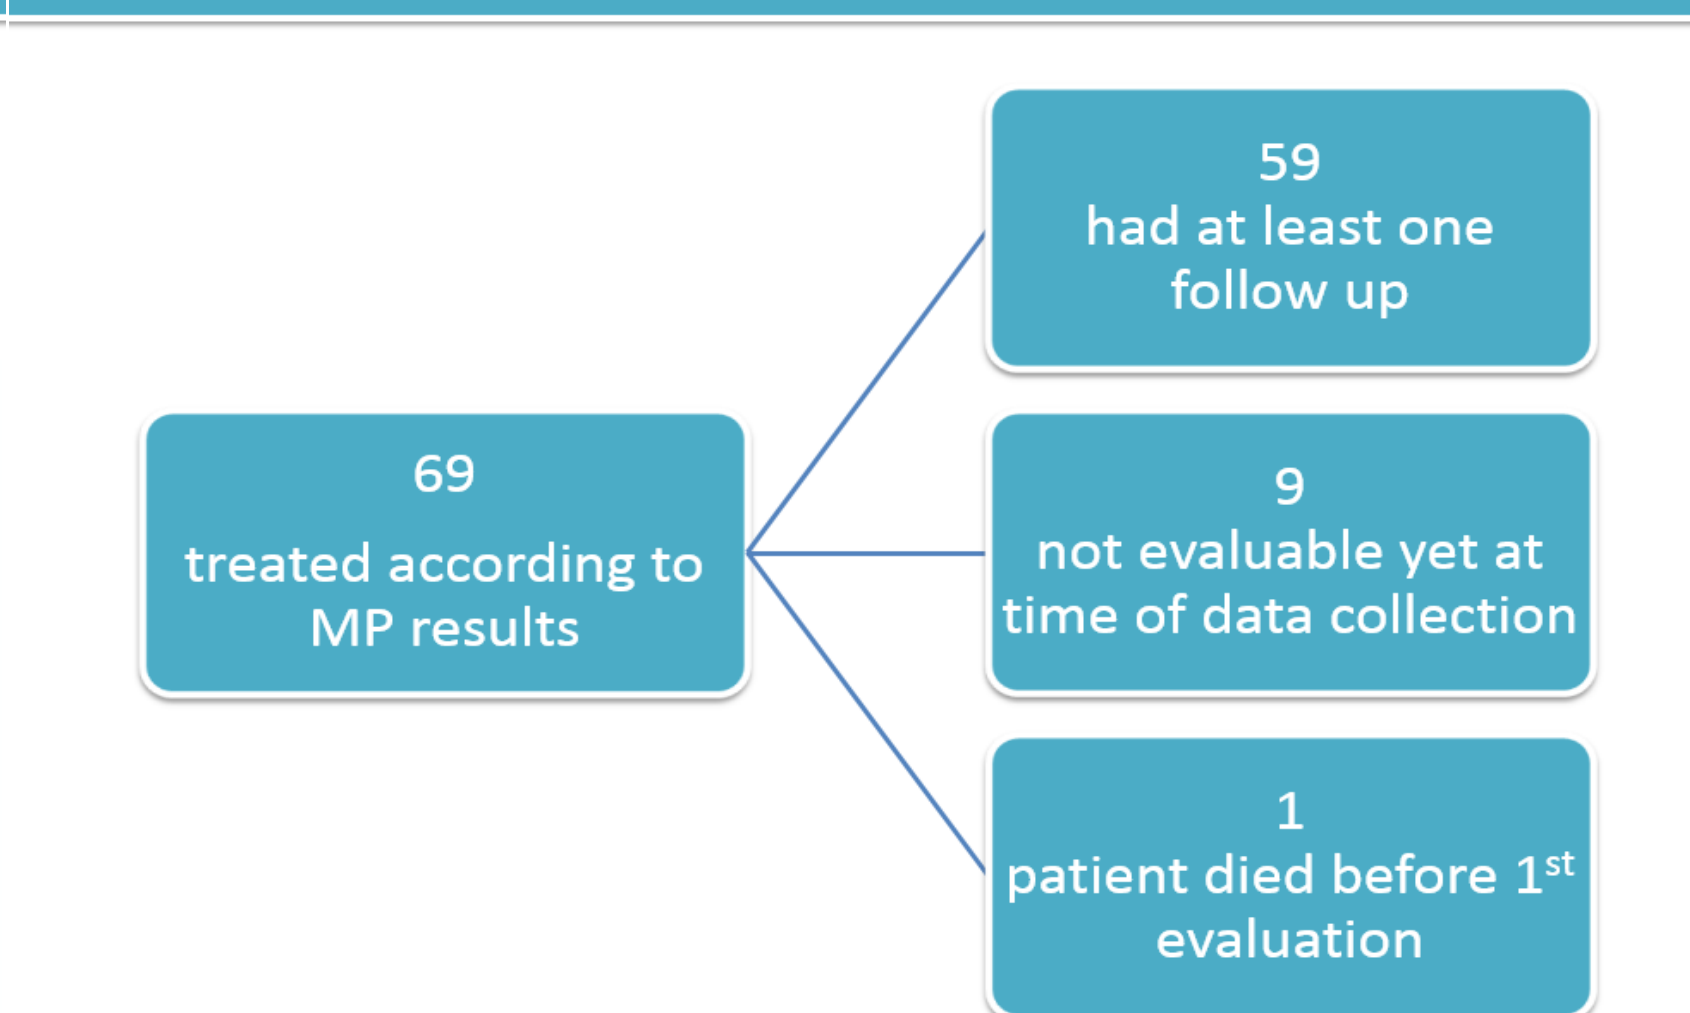 59
had at least one
follow up
69
treated according to
MP results
9
not evaluable yet at
time of data collection
1
patient died before 1st
evaluation